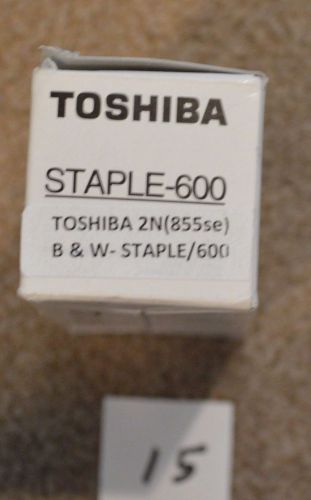 TOSHIBA
STAPLE-600
TOSHIBA 2N(855se)
B & W- STAPLE/600
15